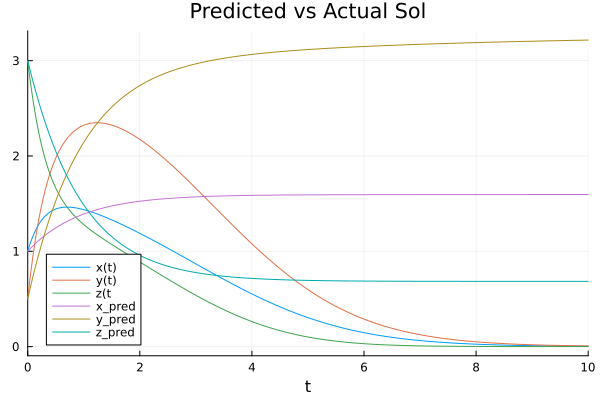 Predicted vs Actual Sol
3
2
1
0
x(t)
y(t)
z(t
x_pred
y_pred
z_pred
0 2 4 6 8 10
t